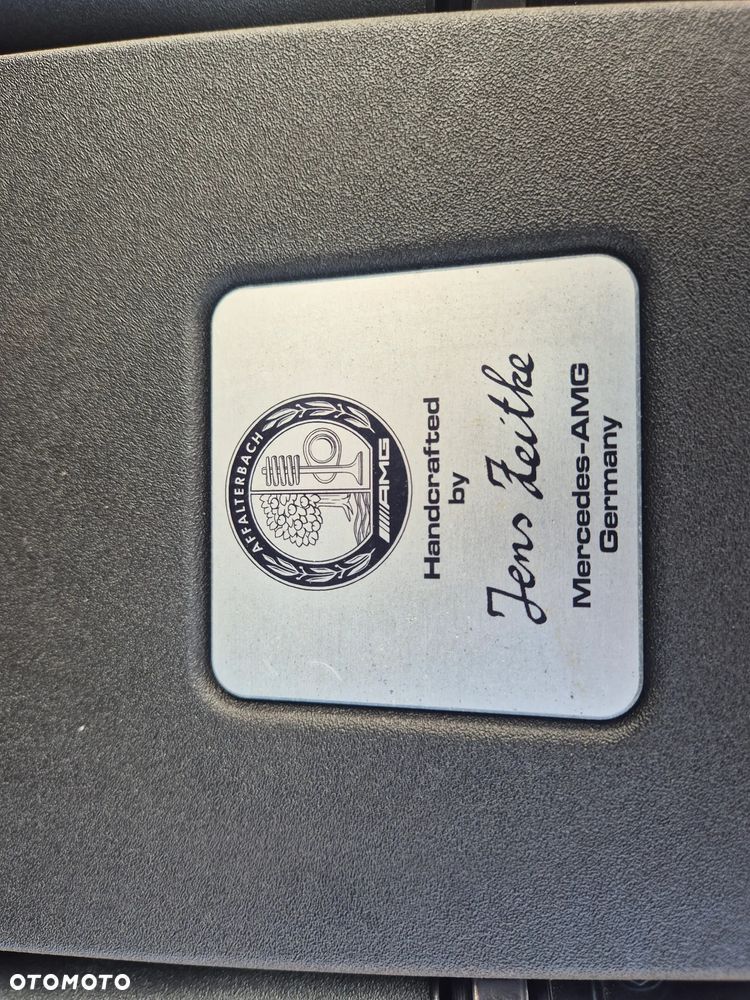 AFFALTERBACH
AMG
Handcrafted
by
Jens Zeitke
Mercedes-AMG
Germany
OTOMOTO